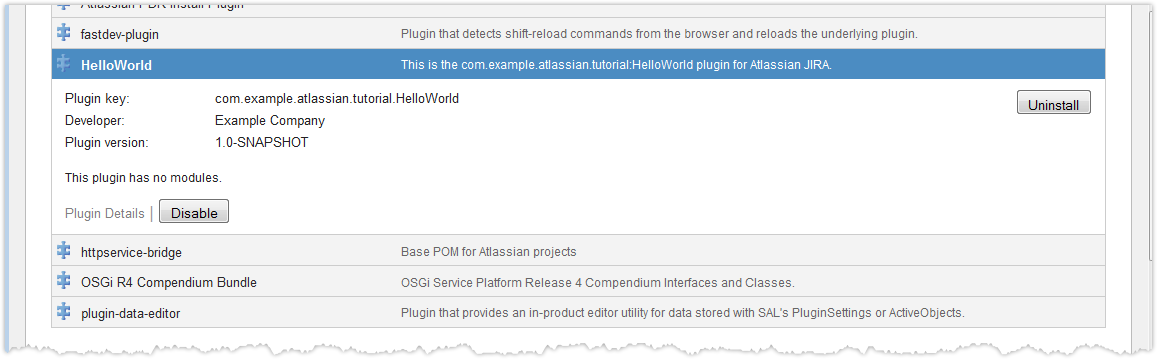 Atlassian PDK Install Plugin
fastdev-plugin Plugin that detects shift-reload commands from the browser and reloads the underlying plugin.
HelloWorld This is the com.example.atlassian.tutorial:HelloWorld plugin for Atlassian JIRA.
Plugin key: com.example.atlassian.tutorial.HelloWorld Uninstall
Developer: Example Company
Plugin version: 1.0-SNAPSHOT
This plugin has no modules.
Plugin Details | Disable
httpservice-bridge Base POM for Atlassian projects
OSGi R4 Compendium Bundle OSGi Service Platform Release 4 Compendium Interfaces and Classes.
plugin-data-editor Plugin that provides an in-product editor utility for data stored with SAL's PluginSettings or ActiveObjects.